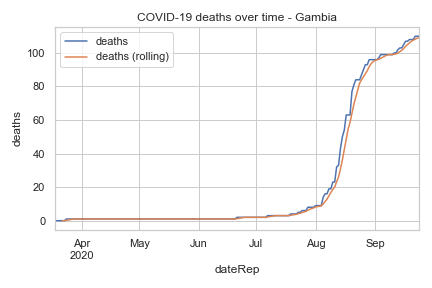 COVID-19 deaths over time - Gambia
deaths
deaths (rolling)
100
80
60
40
20
0
deaths
Apr May Jun Jul Aug Sep
2020
dateRep